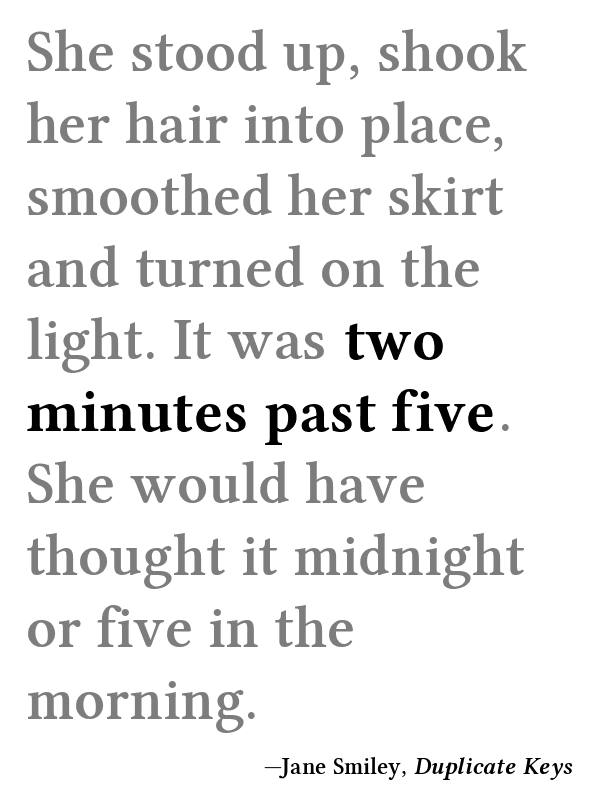 She stood up, shook
her hair into place,
smoothed her skirt
and turned on the
light. It was two
minutes past five.
She would have
thought it midnight
or five in the
morning.
—Jane Smiley, Duplicate Keys